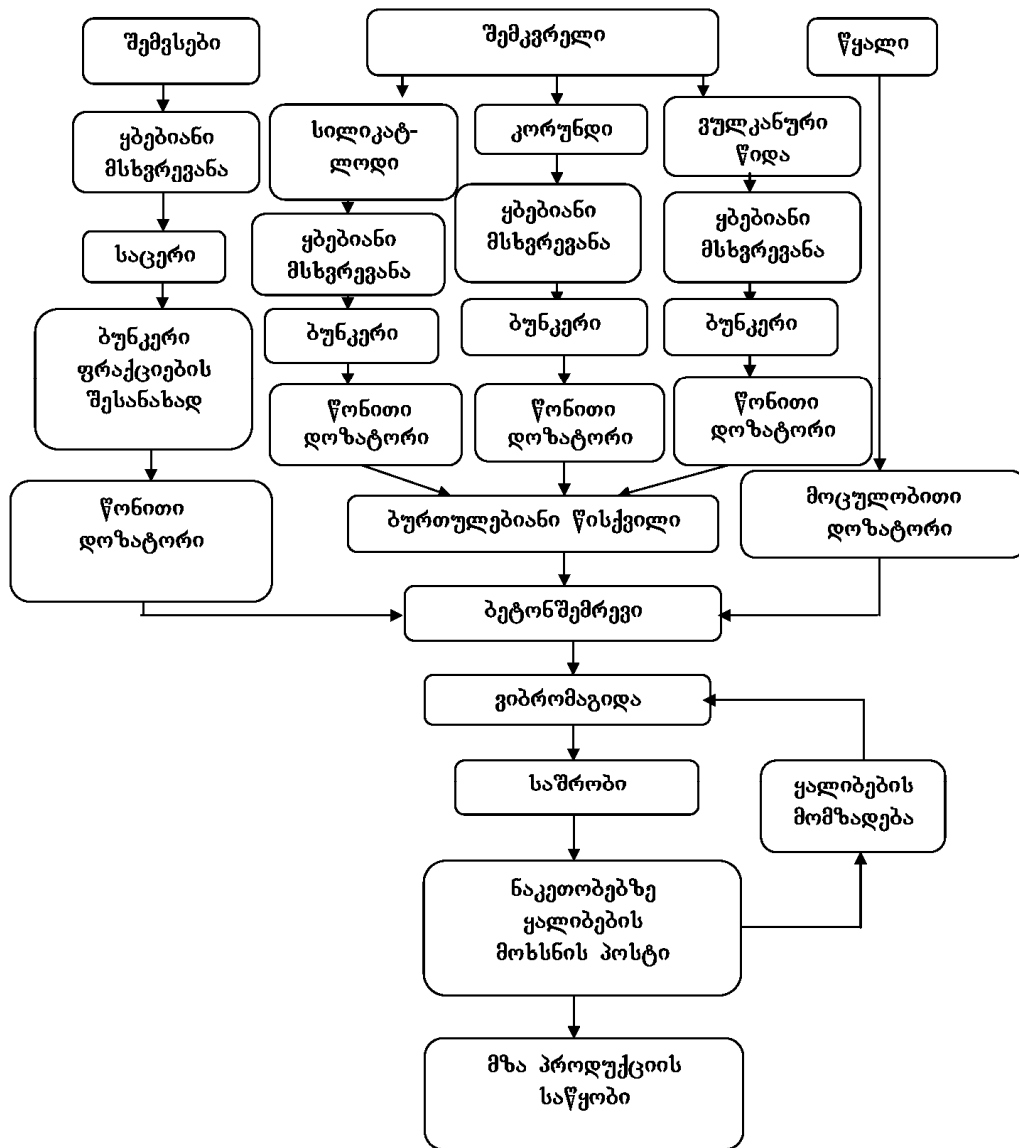 შემვსები
შემკვრელი
წყალი
ყბებიანი
მსხვრევანა
სილიკატ-
ლოდი
კორუნდი
ვულკანური
წიდა
საცერი
ყბებიანი
მსხვრევანა
ყბებიანი
მსხვრევანა
ყბებიანი
მსხვრევანა
ბუნკერი
ფრაქციების
შესანახად
ბუნკერი
ბუნკერი
ბუნკერი
წონითი
დოზატორი
წონითი
დოზატორი
წონითი
დოზატორი
წონითი
დოზატორი
ბურთულებიანი წისქვილი
მოცულობითი
დოზატორი
ბეტონშემრევი
ვიბრომაგიდა
საშრობი
ყალიბების
მომზადება
ნაკეთობებზე
ყალიბების
მოხსნის პოსტი
მზა პროდუქციის
საწყობი